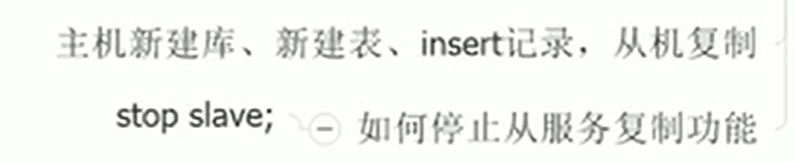 主机新建库、新建表、insert记录，从机复制
stop slave; 如何停止从服务复制功能